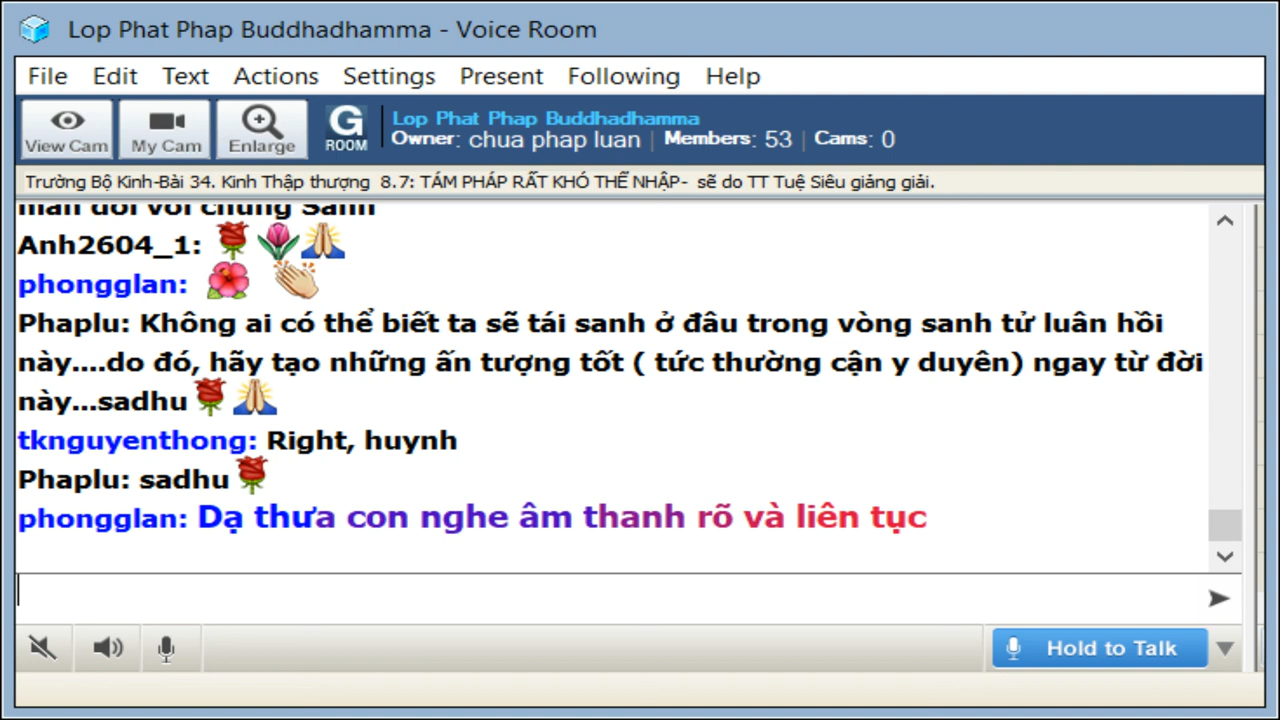 Lop Phat Phap Buddhadhamma - Voice Room
File Edit Text Actions Settings Present Following Help
View Cam My Cam Enlarge G ROOM
Lop Phat Phap Buddhadhamma
Owner: chua phap luan | Members: 53 | Cams: 0
Trường Bộ Kinh-Bài 34. Kinh Thập thượng 8.7: TÁM PHÁP RẤT KHÓ THỂ NHẬP- sẽ do TT Tuệ Siêu giảng giải.
mãn đối với chúng Sanh
Anh2604_1:
phongglan:
Phaplu: Không ai có thể biết ta sẽ tái sanh ở đâu trong vòng sanh tử luân hồi
này....do đó, hãy tạo những ấn tượng tốt ( tức thường cận y duyên) ngay từ đời
này...sadhu
tknguyenthong: Right, huynh
Phaplu: sadhu
phongglan: Dạ thưa con nghe âm thanh rõ và liên tục
Hold to Talk